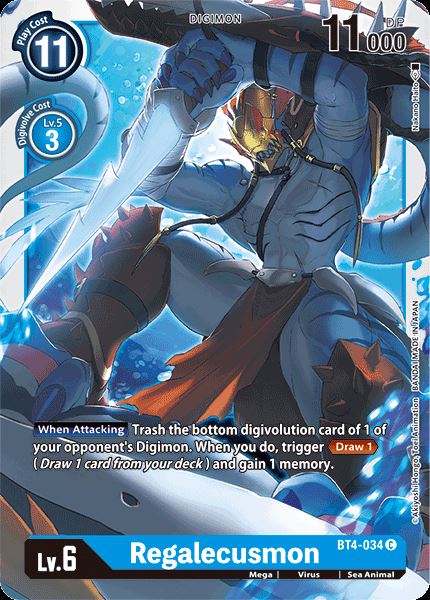 Play Cost
11
DIGIMON
DP
11000
Digivolve Cost
Lv.5
3
When Attacking Trash the bottom digivolution card of 1 of
your opponent's Digimon. When you do, trigger Draw 1
(Draw 1 card from your deck) and gain 1 memory.
Nakano Haito
©Akiyoshi Hongo, Toei Animation BANDAI MADE IN JAPAN
Lv.6
Regalecusmon
BT4-034 C
Mega | Virus | Sea Animal